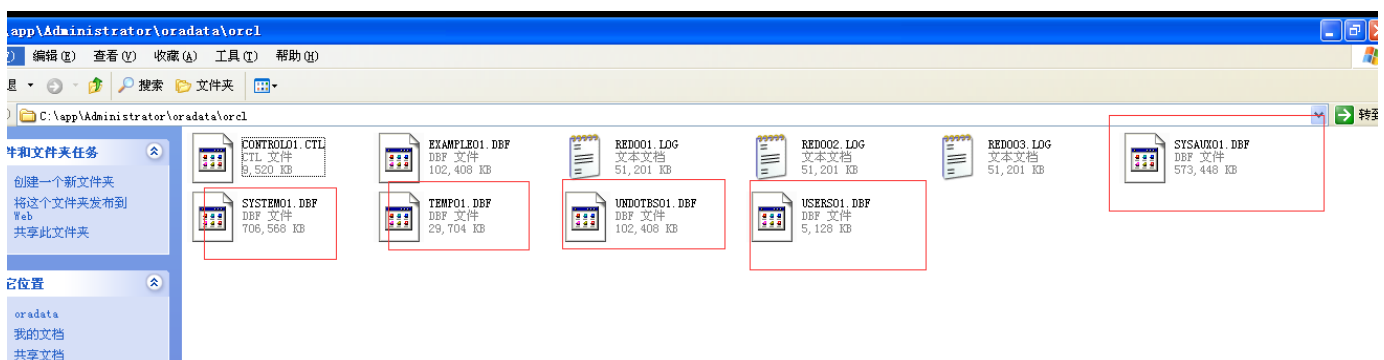 \app\Administrator\oradata\orcl
编辑(E) 查看(V) 收藏(A) 工具(T) 帮助(H)
退 搜索 文件夹
C:\app\Administrator\oradata\orcl 转到
件和文件夹任务
创建一个新文件夹
将这个文件夹发布到
Web
共享此文件夹
它位置
oradata
我的文档
共享文档
CONTROL01.CTL
CTL 文件
9,520 KB
EXAMPLE01.DBF
DBF 文件
102,408 KB
REDO01.LOG
文本文档
51,201 KB
REDO02.LOG
文本文档
51,201 KB
REDO03.LOG
文本文档
51,201 KB
SYSAUX01.DBF
DBF 文件
573,448 KB
SYSTEM01.DBF
DBF 文件
706,568 KB
TEMP01.DBF
DBF 文件
29,704 KB
UNDOTBS01.DBF
DBF 文件
102,408 KB
USERS01.DBF
DBF 文件
5,128 KB